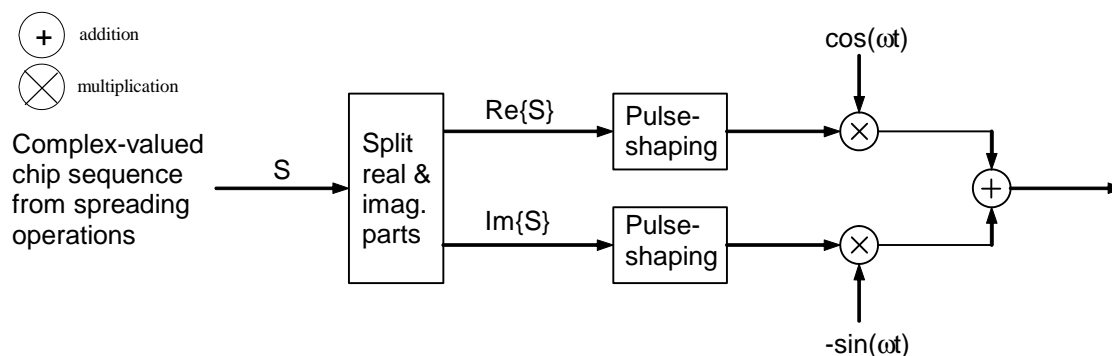 + addition
multiplication
cos(ωt)
Complex-valued
chip sequence
from spreading
operations
S
Split
real &
imag.
parts
Re{S}
Pulse-
shaping
Im{S}
Pulse-
shaping
-sin(ωt)